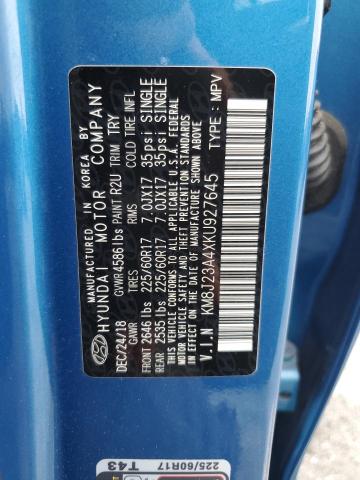 MANUFACTURED IN KOREA BY
HYUNDAI MOTOR COMPANY
DEC/24/18 GVWR 4586lbs PAINT R2U TRIM TRY
GAWR TIRES RIMS COLD TIRE INFL
FRONT 2646 lbs 225/60R17 7.0JX17 35psi SINGLE
REAR 2535 lbs 225/60R17 7.0JX17 35psi SINGLE
THIS VEHICLE CONFORMS TO ALL APPLICABLE U.S.A. FEDERAL
MOTOR VEHICLE SAFETY, BUMPER, AND THEFT PREVENTION STANDARDS
IN EFFECT ON THE DATE OF MANUFACTURE SHOWN ABOVE
V.I.N KM8J23A4XKU927645 TYPE : MPV
225/60R17
T43